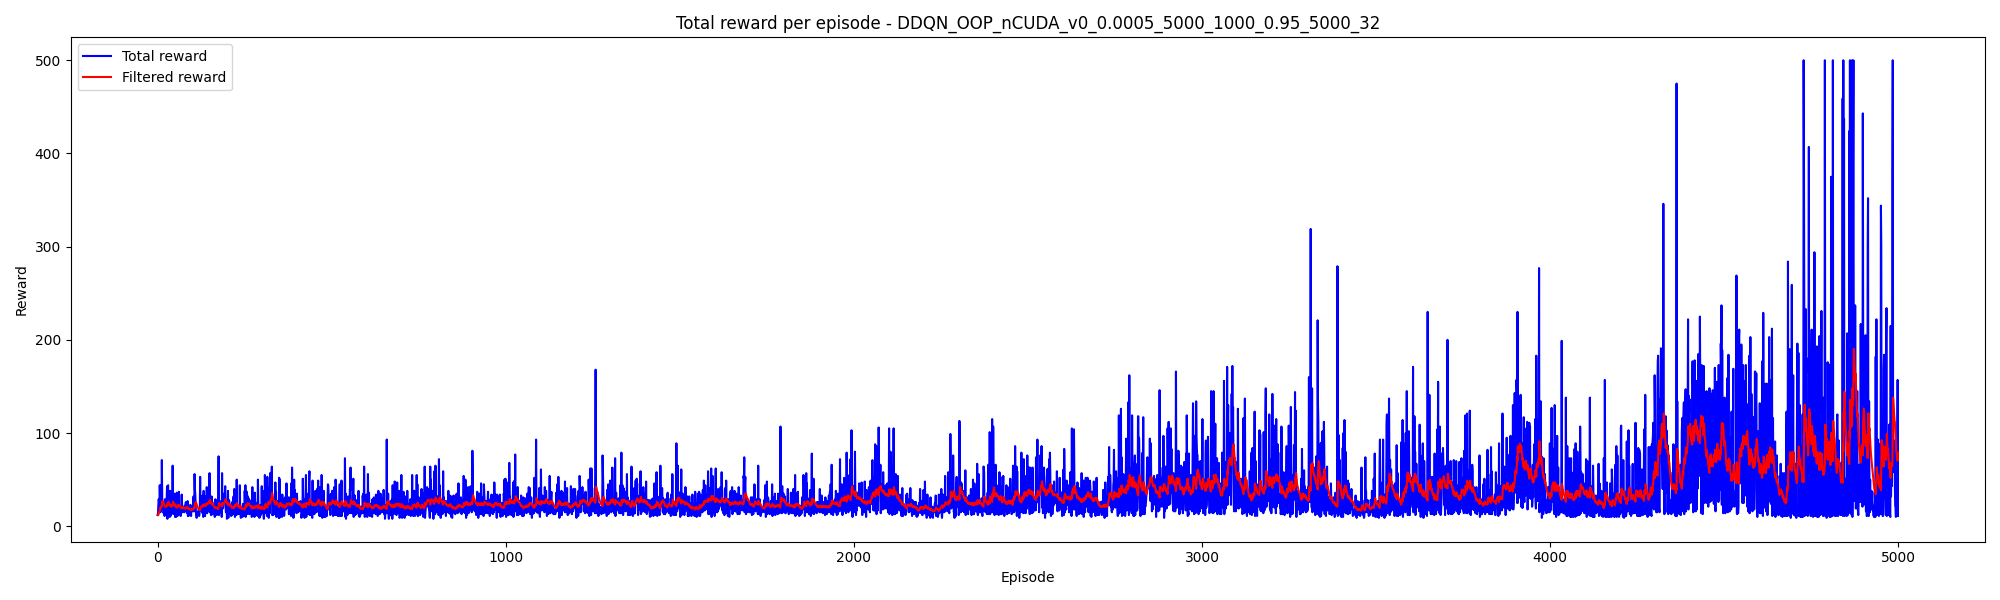 Total reward per episode - DDQN_OOP_nCUDA_v0_0.0005_5000_1000_0.95_5000_32
Total reward
Filtered reward
500
400
300
200
100
0
Reward
0 1000 2000 3000 4000 5000
Episode